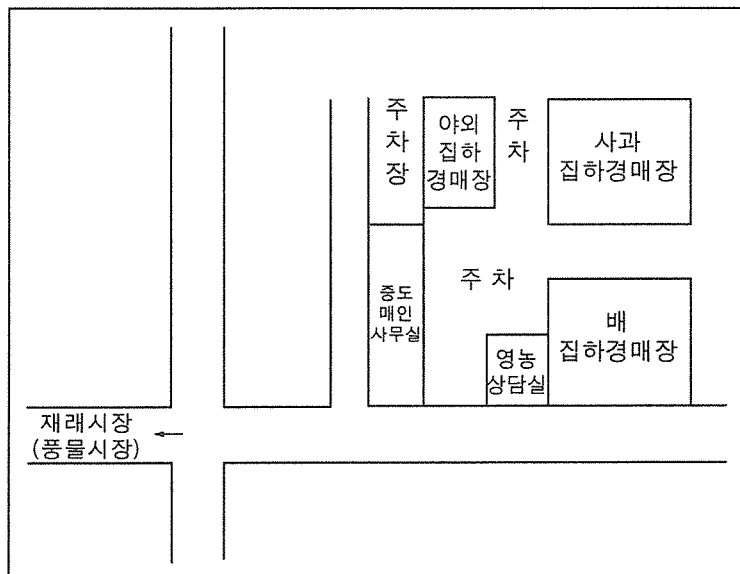 주
차
장
야외
집하
경매장
주
차
사과
집하경매장
주 차
중도
매인
사무실
영농
상담실
배
집하경매장
재래시장
(풍물시장)